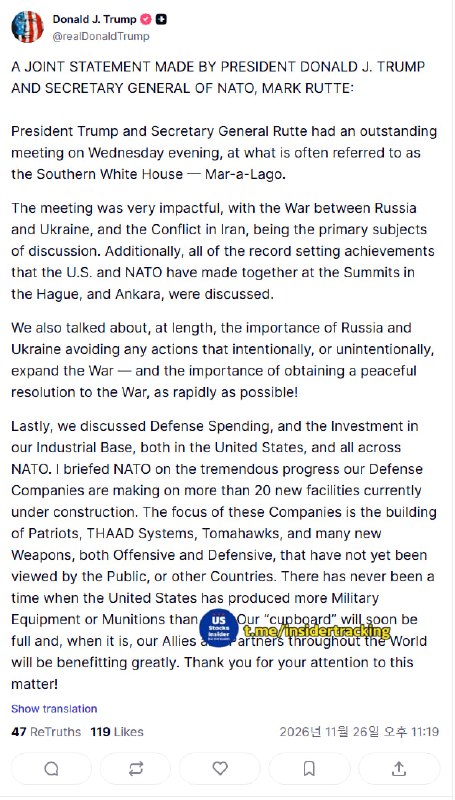 Donald J. Trump
@realDonaldTrump
A JOINT STATEMENT MADE BY PRESIDENT DONALD J. TRUMP
AND SECRETARY GENERAL OF NATO, MARK RUTTE:
President Trump and Secretary General Rutte had an outstanding
meeting on Wednesday evening, at what is often referred to as
the Southern White House — Mar-a-Lago.
The meeting was very impactful, with the War between Russia
and Ukraine, and the Conflict in Iran, being the primary subjects
of discussion. Additionally, all of the record setting achievements
that the U.S. and NATO have made together at the Summits in
the Hague, and Ankara, were discussed.
We also talked about, at length, the importance of Russia and
Ukraine avoiding any actions that intentionally, or unintentionally,
expand the War — and the importance of obtaining a peaceful
resolution to the War, as rapidly as possible!
Lastly, we discussed Defense Spending, and the Investment in
our Industrial Base, both in the United States, and all across
NATO. I briefed NATO on the tremendous progress our Defense
Companies are making on more than 20 new facilities currently
under construction. The focus of these Companies is the building
of Patriots, THAAD Systems, Tomahawks, and many new
Weapons, both Offensive and Defensive, that have not yet been
viewed by the Public, or other Countries. There has never been a
time when the United States has produced more Military
Equipment or Munitions than Our “cupboard” will soon be
full and, when it is, our Allies artners throughout the World
will be benefitting greatly. Thank you for your attention to this
matter!
US
Stocks
Insider
t.me/insidertracking
Show translation
47 ReTruths 119 Likes
2026년 11월 26일 오후 11:19